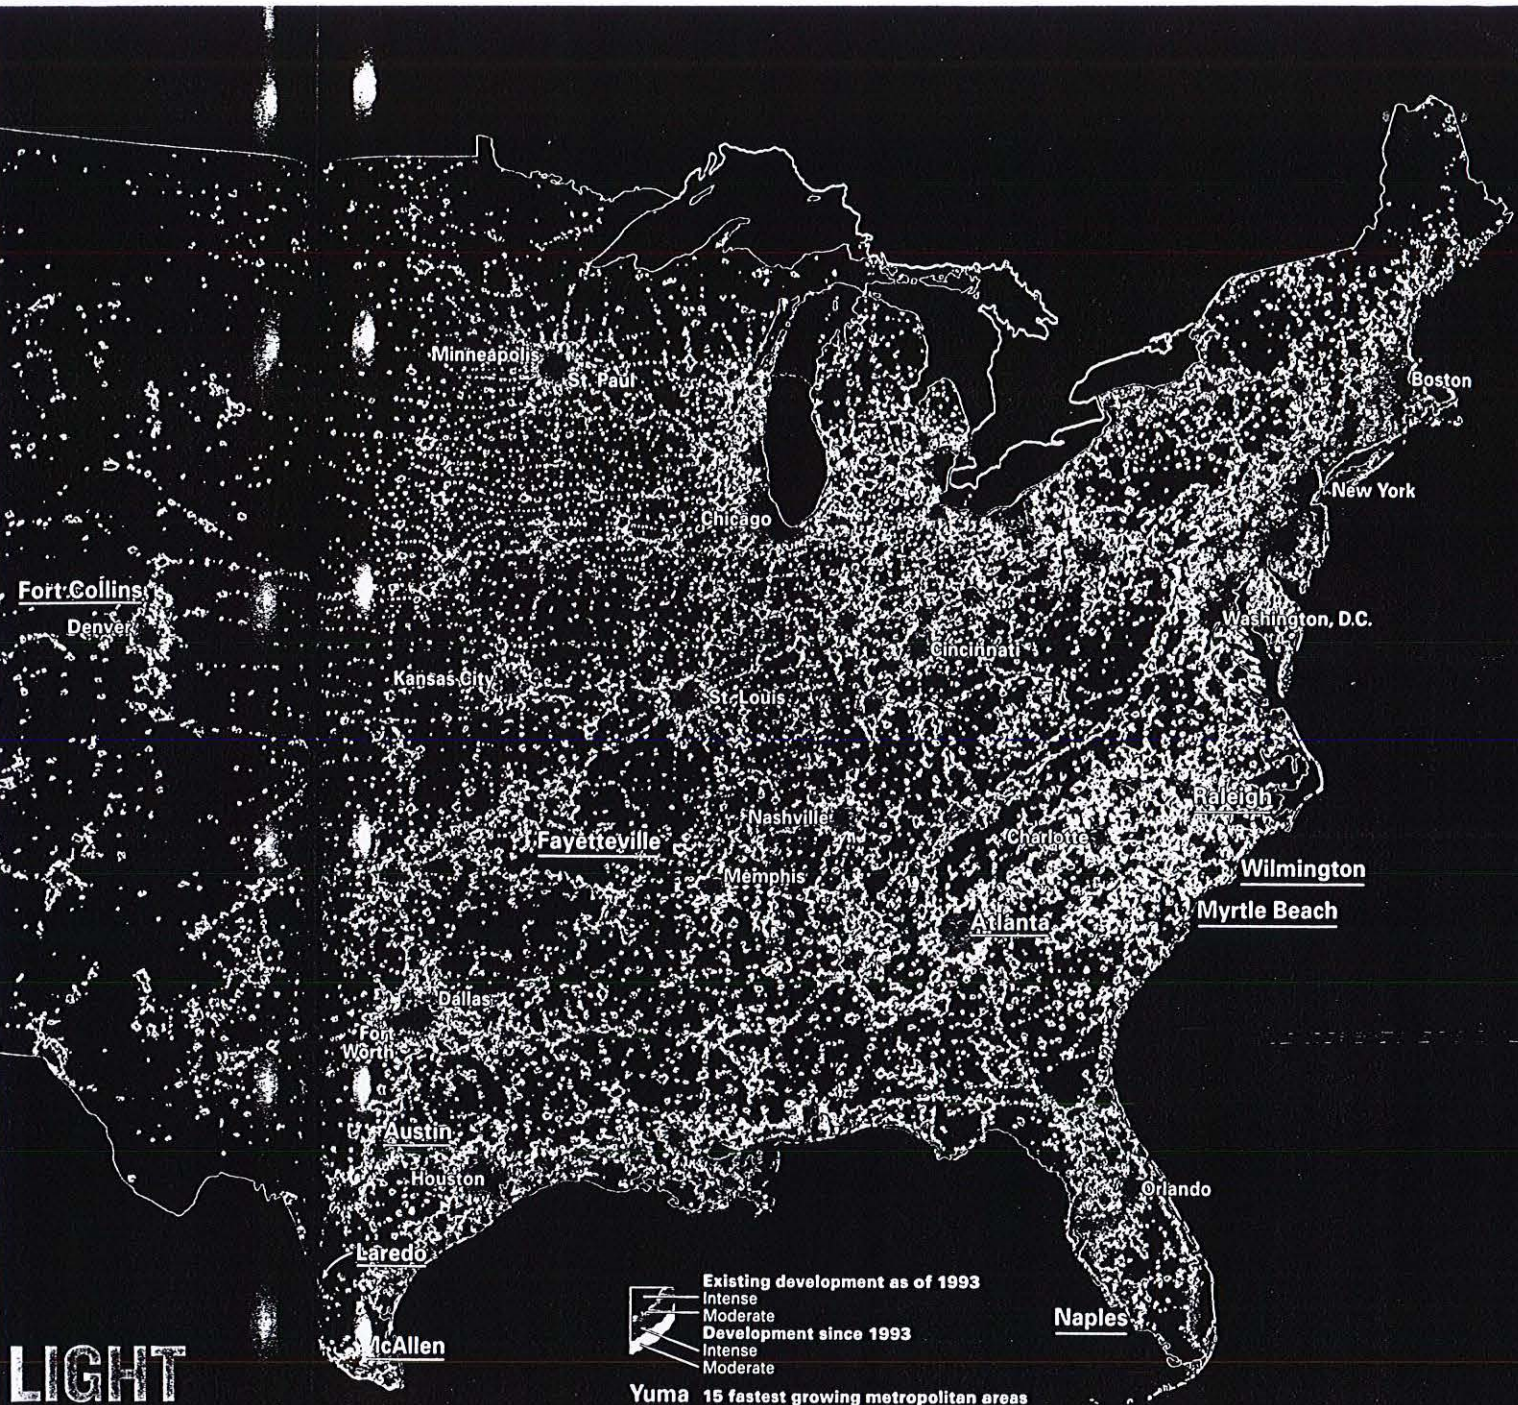 Minneapolis
St. Paul
Boston
New York
Chicago
Fort Collins
Denver
Washington, D.C.
Cincinnati
Kansas City
St. Louis
Raleigh
Nashville
Charlotte
Fayetteville
Wilmington
Memphis
Myrtle Beach
Atlanta
Dallas
Fort
Worth
Austin
Houston
Orlando
Laredo
Existing development as of 1993
Intense
Moderate
Naples
Development since 1993
McAllen
Intense
LIGHT
Moderate
Yuma 15 fastest growing metropolitan areas